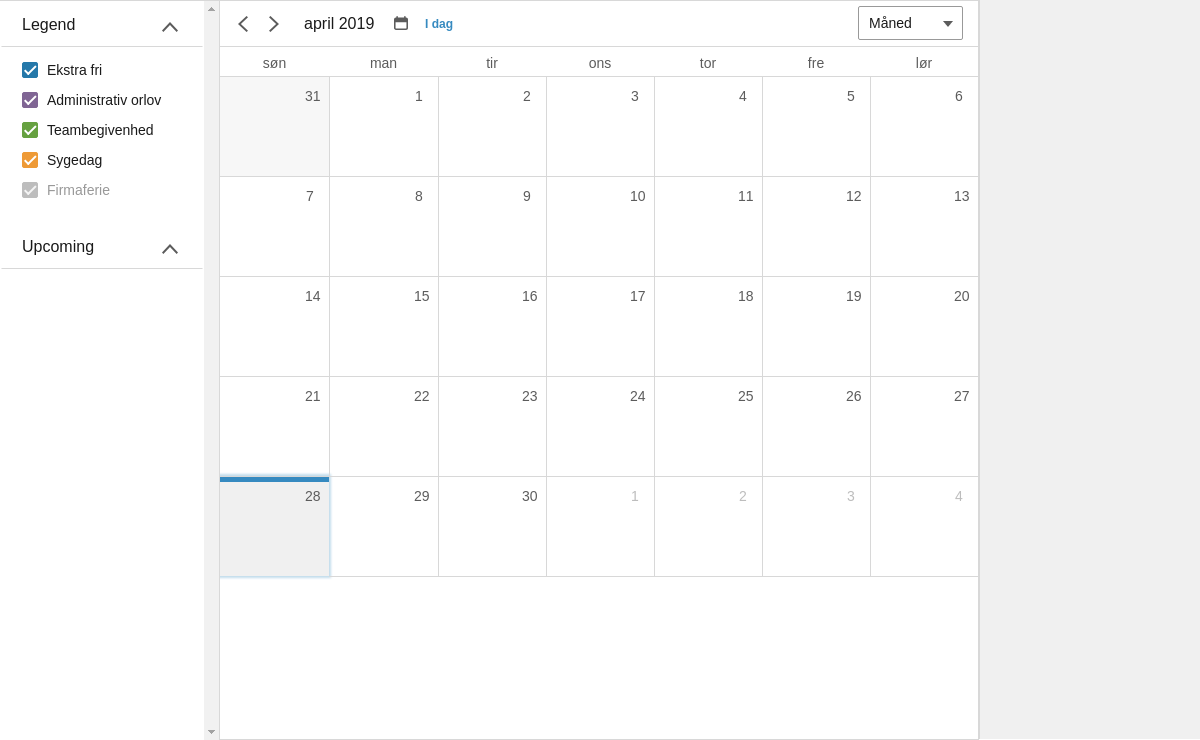 Legend
Ekstra fri
Administrativ orlov
Teambegivenhed
Sygedag
Firmaferie
Upcoming
april 2019 I dag Måned
søn man tir ons tor fre lør
31 1 2 3 4 5 6
7 8 9 10 11 12 13
14 15 16 17 18 19 20
21 22 23 24 25 26 27
28 29 30 1 2 3 4